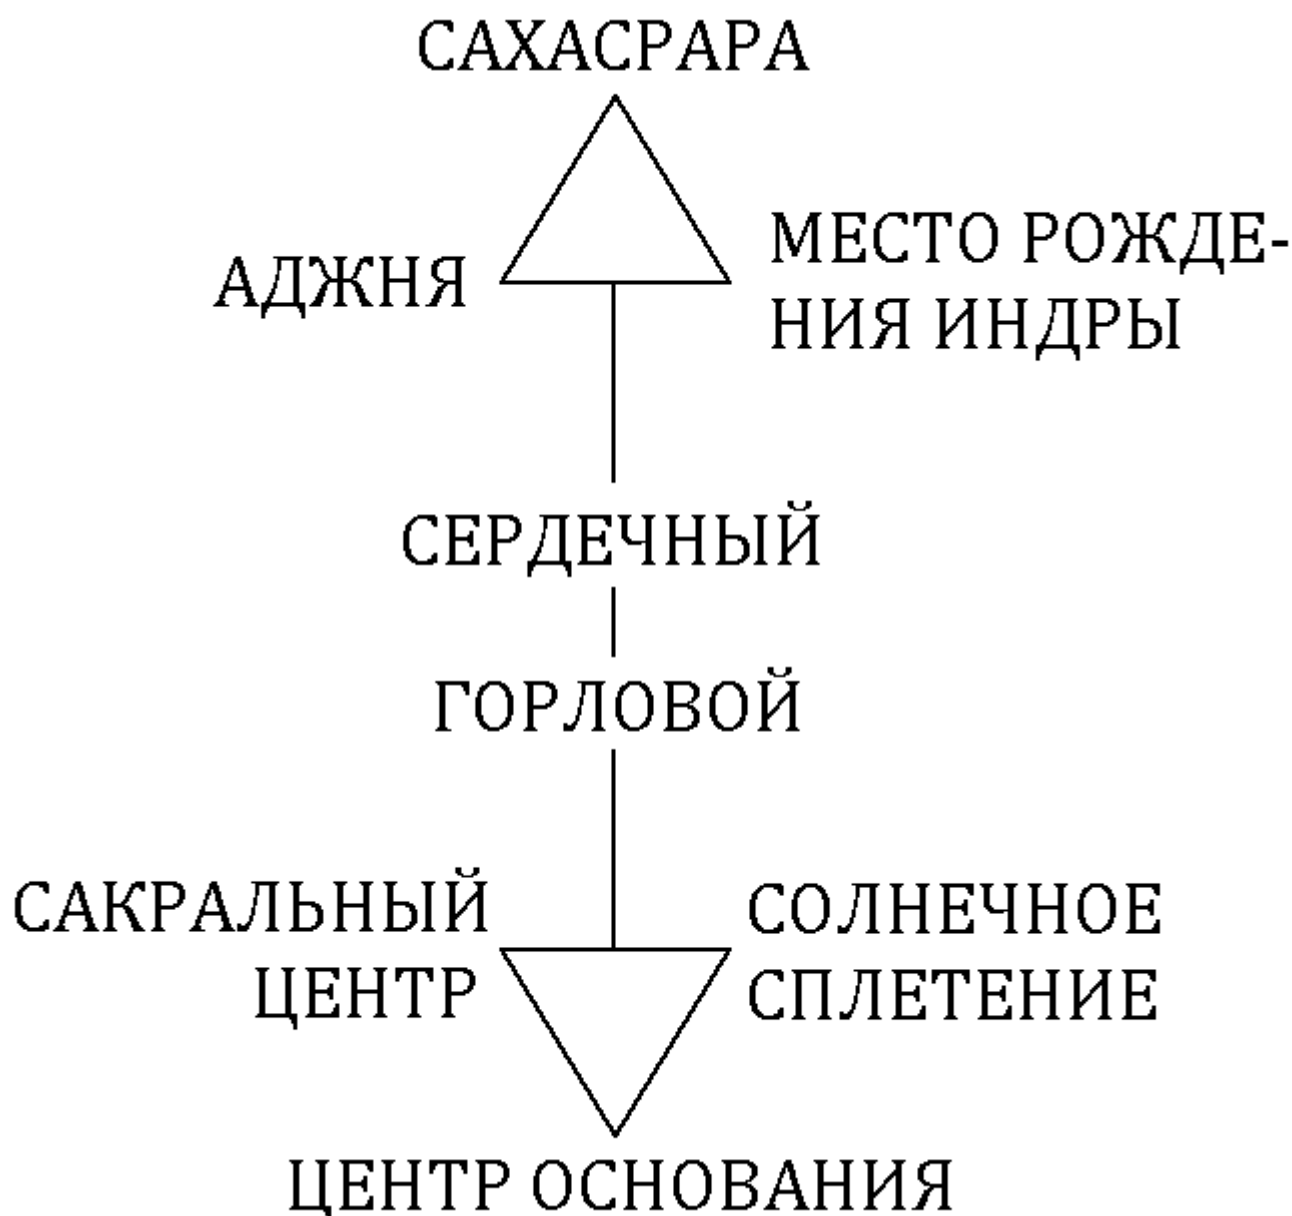 САХАСРАРА
АДЖНЯ
МЕСТО РОЖДЕ-
НИЯ ИНДРЫ
СЕРДЕЧНЫЙ
ГОРЛОВОЙ
САКРАЛЬНЫЙ
ЦЕНТР
СОЛНЕЧНОЕ
СПЛЕТЕНИЕ
ЦЕНТР ОСНОВАНИЯ